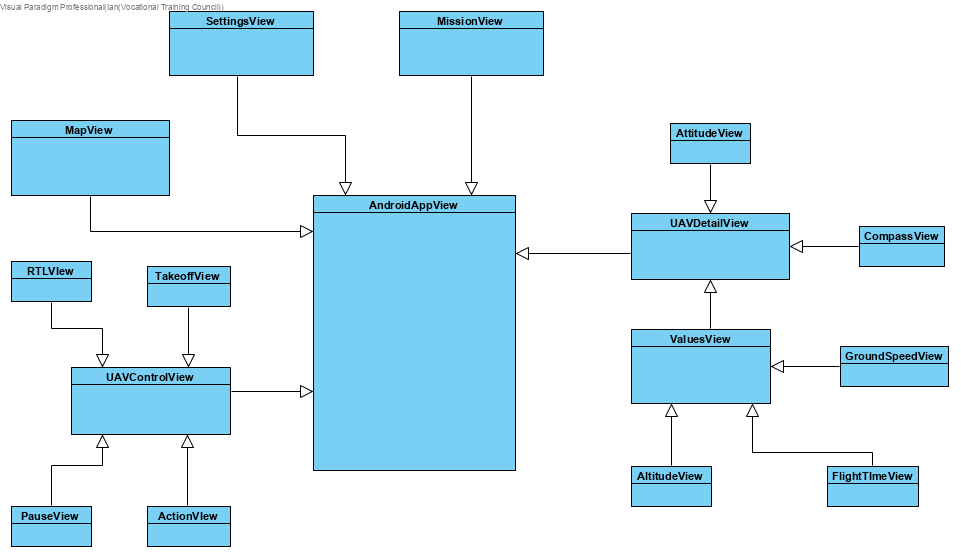 Visual Paradigm Professional(Ian(Vocational Training Council))
SettingsView
MissionView
MapView
AttitudeView
AndroidAppView
UAVDetailView
CompassView
RTLVIew
TakeoffView
ValuesView
GroundSpeedView
UAVControlView
AltitudeView
FlightTImeView
PauseView
ActionVIew